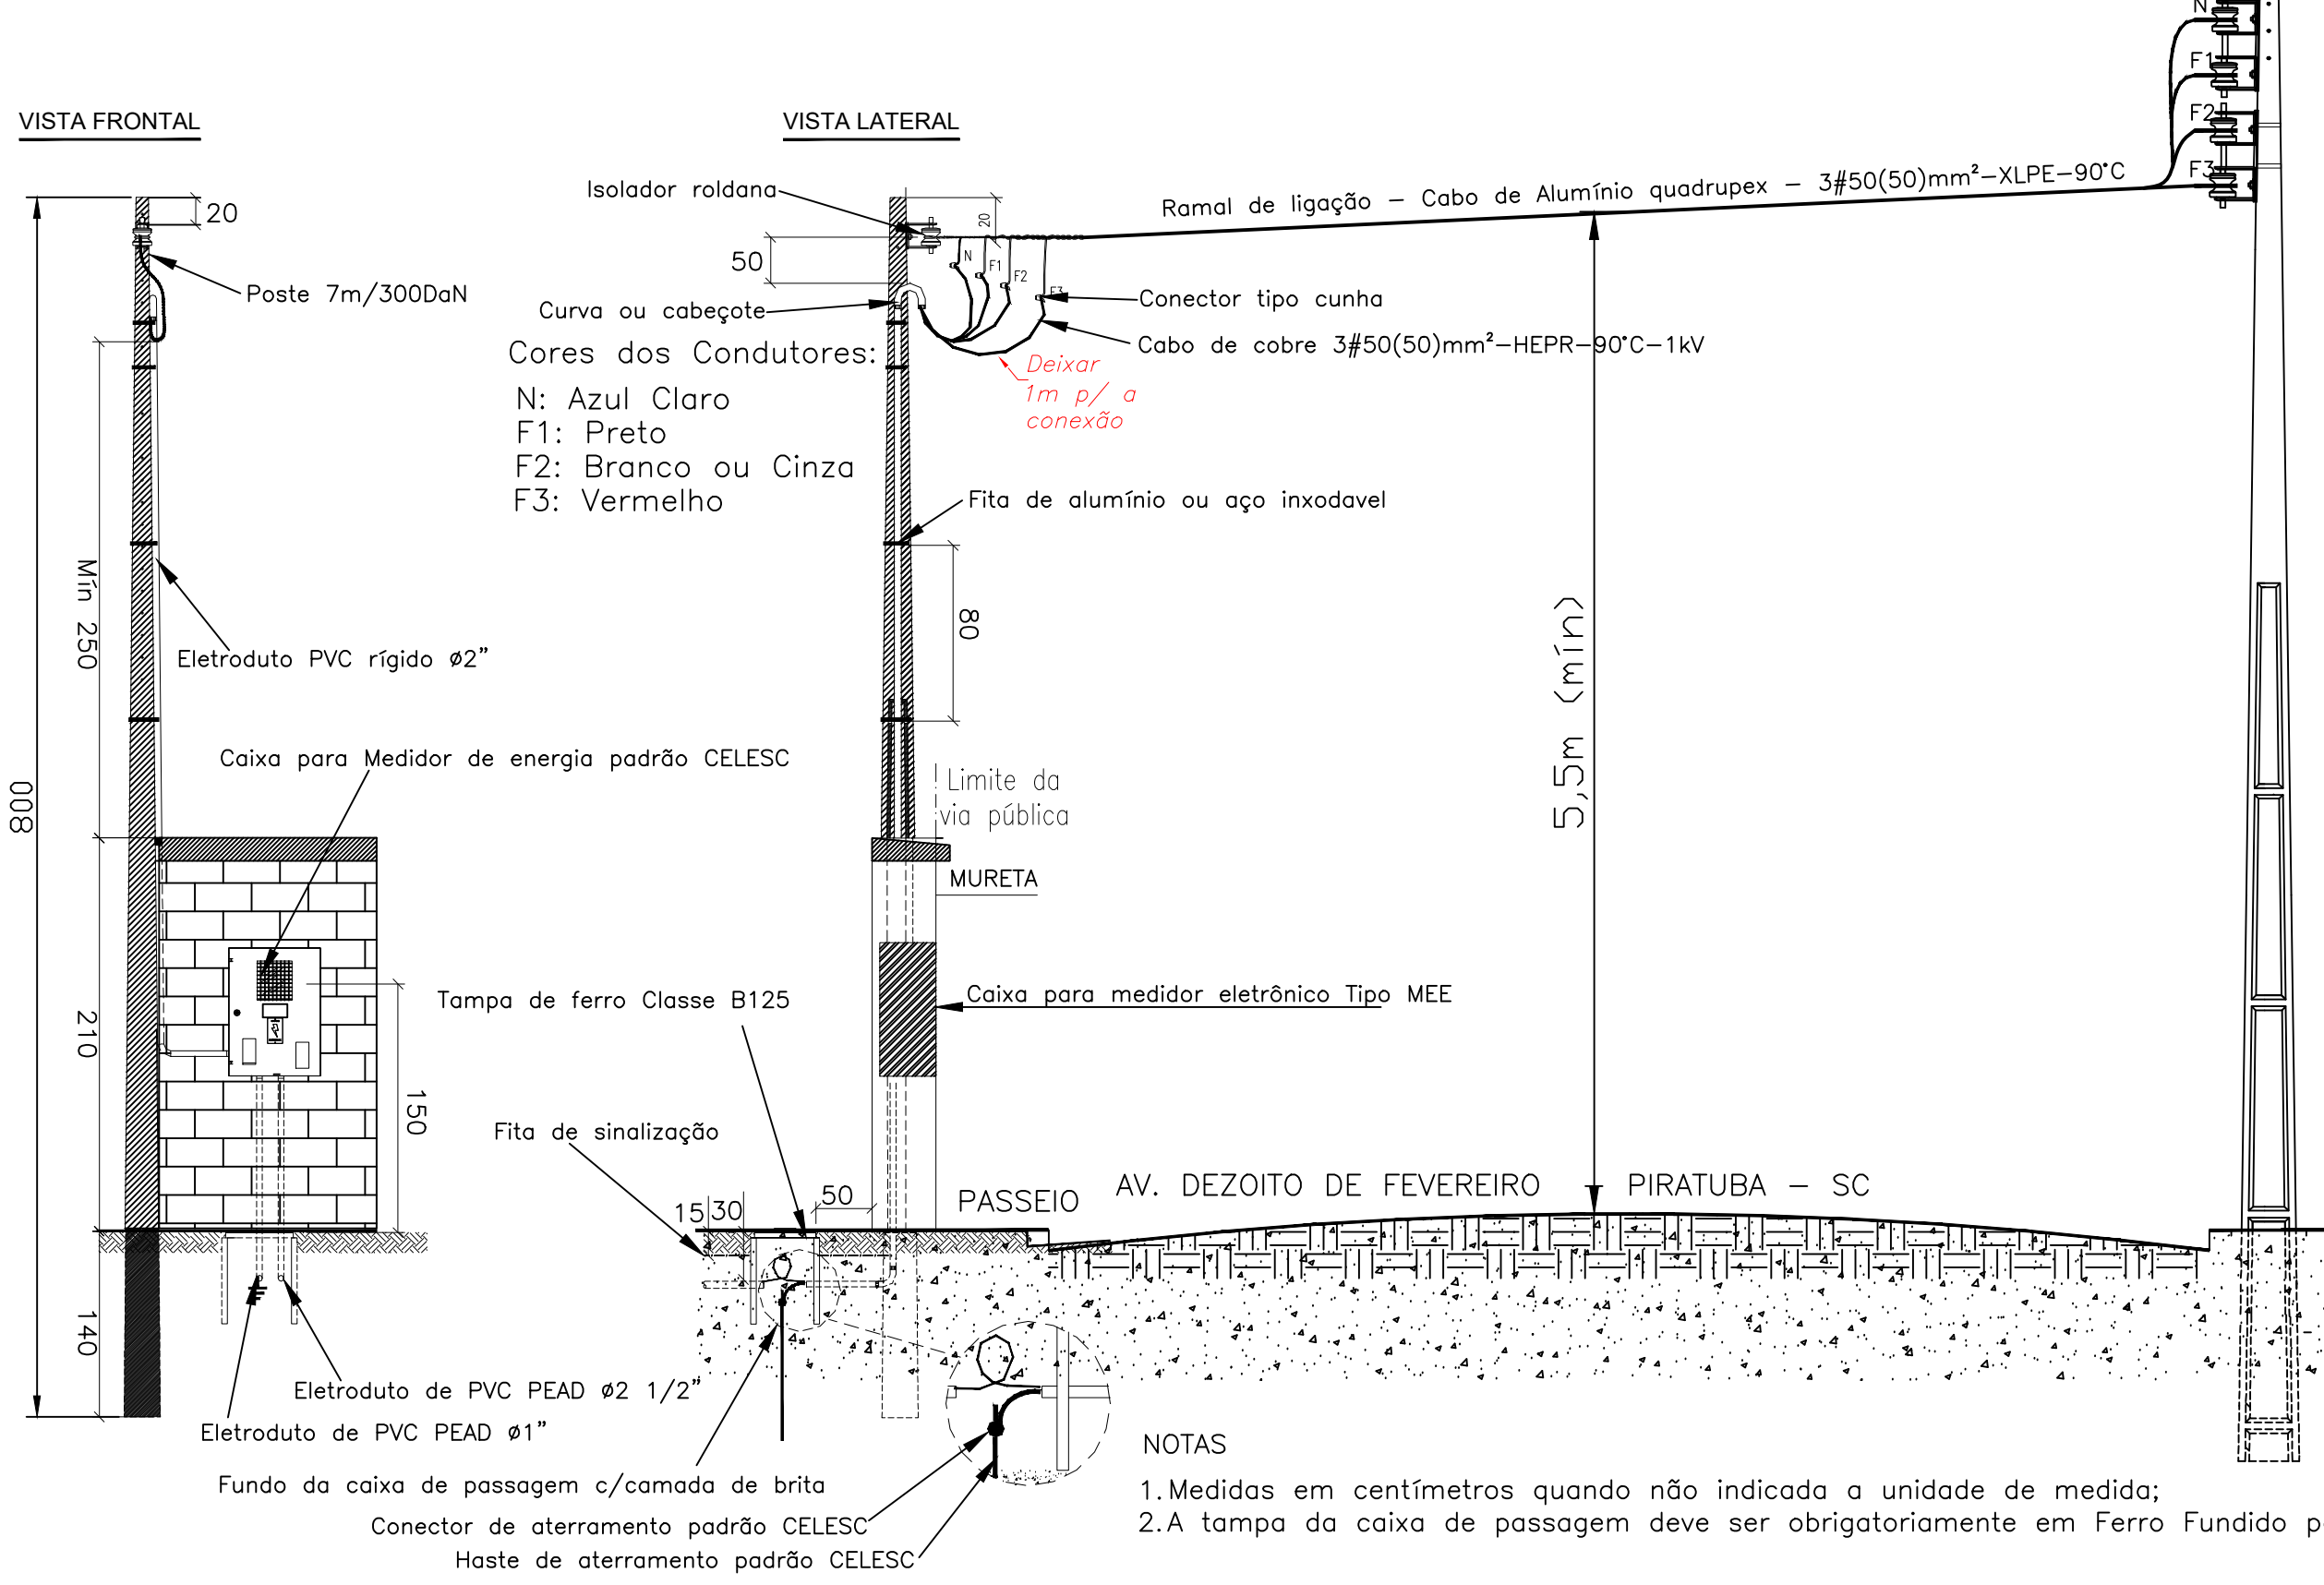 VISTA FRONTAL
20
Poste 7m/300DaN
Mín 250
Eletroduto PVC rígido ø2”
Caixa para Medidor de energia padrão CELESC
800
210
150
140
Eletroduto de PVC PEAD ø2 1/2”
Eletroduto de PVC PEAD ø1”
VISTA LATERAL
Isolador roldana
20
50
N
F1
F2
F3
Curva ou cabeçote
Conector tipo cunha
Cabo de cobre 3#50(50)mm²-HEPR-90°C-1kV
Deixar
1m p/ a
conexão
Cores dos Condutores:
N: Azul Claro
F1: Preto
F2: Branco ou Cinza
F3: Vermelho
Fita de alumínio ou aço inxodavel
80
Limite da
via pública
MURETA
Tampa de ferro Classe B125
Caixa para medidor eletrônico Tipo MEE
Fita de sinalização
15
30
50
PASSEIO
AV. DEZOITO DE FEVEREIRO - PIRATUBA - SC
Ramal de ligação - Cabo de Alumínio quadrupex - 3#50(50)mm²-XLPE-90°C
N
F1
F2
F3
5,5m (mín)
Fundo da caixa de passagem c/camada de brita
Conector de aterramento padrão CELESC
Haste de aterramento padrão CELESC
NOTAS
1.Medidas em centímetros quando não indicada a unidade de medida;
2.A tampa da caixa de passagem deve ser obrigatoriamente em Ferro Fundido